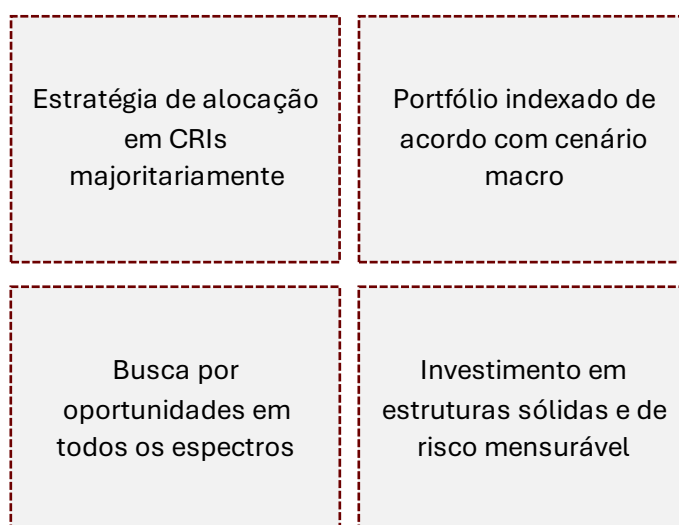 Estratégia de alocação
em CRIs
majoritariamente
Portfólio indexado de
acordo com cenário
macro
Busca por
oportunidades em
todos os espectros
Investimento em
estruturas sólidas e de
risco mensurável